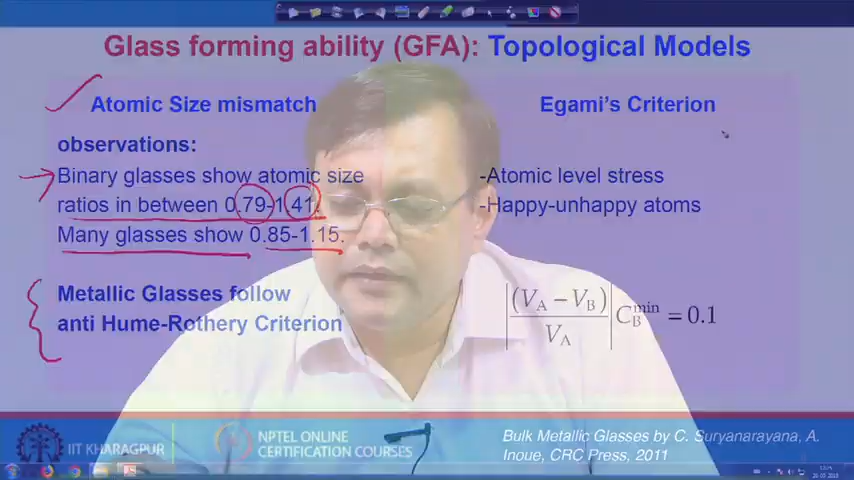 Glass forming ability (GFA): Topological Models
Atomic Size mismatch
observations:
Binary glasses show atomic size
ratios in between 0.79-1.41.
Many glasses show 0.85-1.15.
Metallic Glasses follow
anti Hume-Rothery Criterion
Egami's Criterion
-Atomic level stress
-Happy-unhappy atoms
|(V_A − V_B)/V_A| C_B^min = 0.1
IIT KHARAGPUR
NPTEL ONLINE
CERTIFICATION COURSES
Bulk Metallic Glasses by C. Suryanarayana, A.
Inoue, CRC Press, 2011